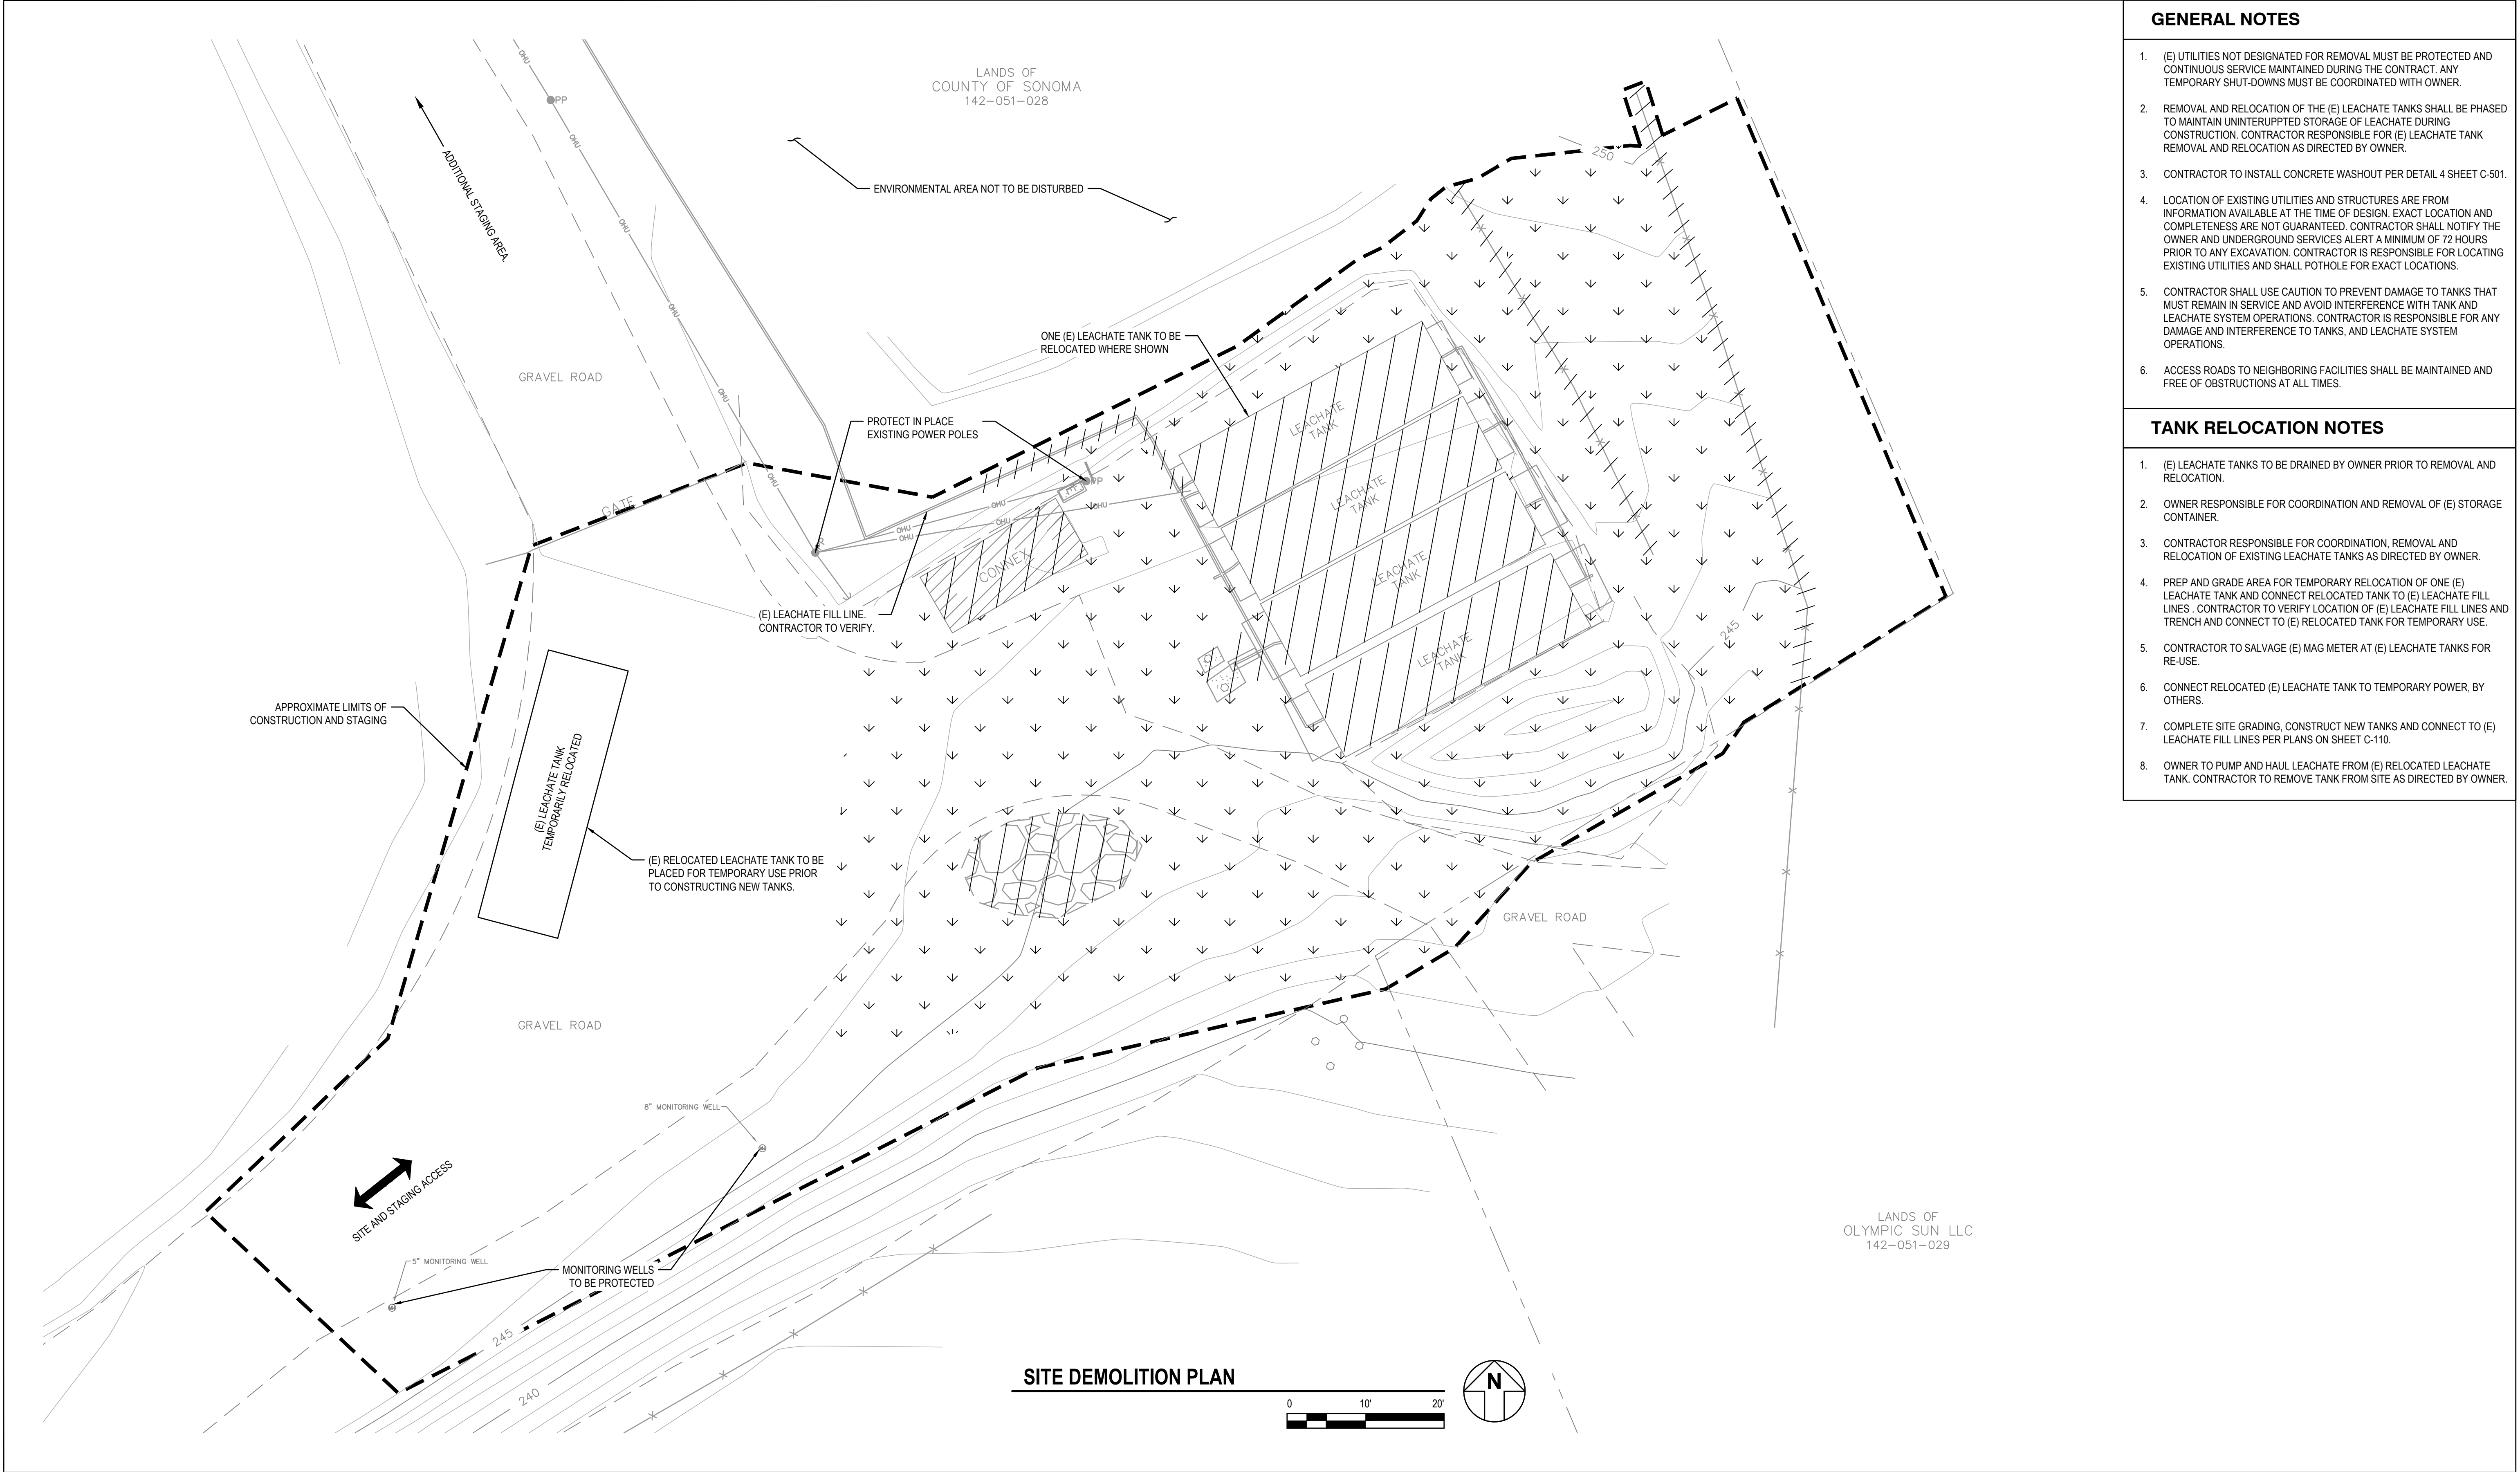 LANDS OF
COUNTY OF SONOMA
142-051-028
OHU
PP
OHU
ADDITIONAL STAGING AREA.
OHU
OHU
OHU
OHU
ENVIRONMENTAL AREA NOT TO BE DISTURBED
250
ONE (E) LEACHATE TANK TO BE
RELOCATED WHERE SHOWN
GRAVEL ROAD
PROTECT IN PLACE
EXISTING POWER POLES
GATE
PP
E
OHU
OHU
OHU
OHU
OHU
CONNEX
LEACHATE
TANK
LEACHATE
TANK
LEACHATE
TANK
LEACHATE
TANK
(E) LEACHATE FILL LINE.
CONTRACTOR TO VERIFY.
245
APPROXIMATE LIMITS OF
CONSTRUCTION AND STAGING
(E) LEACHATE TANK
TEMPORARILY RELOCATED
(E) RELOCATED LEACHATE TANK TO BE
PLACED FOR TEMPORARY USE PRIOR
TO CONSTRUCTING NEW TANKS.
GRAVEL ROAD
GRAVEL ROAD
8" MONITORING WELL
SITE AND STAGING ACCESS
5" MONITORING WELL
MONITORING WELLS
TO BE PROTECTED
245
240
LANDS OF
OLYMPIC SUN LLC
142-051-029
SITE DEMOLITION PLAN
0 10' 20'
N
GENERAL NOTES
1. (E) UTILITIES NOT DESIGNATED FOR REMOVAL MUST BE PROTECTED AND
CONTINUOUS SERVICE MAINTAINED DURING THE CONTRACT. ANY
TEMPORARY SHUT-DOWNS MUST BE COORDINATED WITH OWNER.
2. REMOVAL AND RELOCATION OF THE (E) LEACHATE TANKS SHALL BE PHASED
TO MAINTAIN UNINTERUPPTED STORAGE OF LEACHATE DURING
CONSTRUCTION. CONTRACTOR RESPONSIBLE FOR (E) LEACHATE TANK
REMOVAL AND RELOCATION AS DIRECTED BY OWNER.
3. CONTRACTOR TO INSTALL CONCRETE WASHOUT PER DETAIL 4 SHEET C-501.
4. LOCATION OF EXISTING UTILITIES AND STRUCTURES ARE FROM
INFORMATION AVAILABLE AT THE TIME OF DESIGN. EXACT LOCATION AND
COMPLETENESS ARE NOT GUARANTEED. CONTRACTOR SHALL NOTIFY THE
OWNER AND UNDERGROUND SERVICES ALERT A MINIMUM OF 72 HOURS
PRIOR TO ANY EXCAVATION. CONTRACTOR IS RESPONSIBLE FOR LOCATING
EXISTING UTILITIES AND SHALL POTHOLE FOR EXACT LOCATIONS.
5. CONTRACTOR SHALL USE CAUTION TO PREVENT DAMAGE TO TANKS THAT
MUST REMAIN IN SERVICE AND AVOID INTERFERENCE WITH TANK AND
LEACHATE SYSTEM OPERATIONS. CONTRACTOR IS RESPONSIBLE FOR ANY
DAMAGE AND INTERFERENCE TO TANKS, AND LEACHATE SYSTEM
OPERATIONS.
6. ACCESS ROADS TO NEIGHBORING FACILITIES SHALL BE MAINTAINED AND
FREE OF OBSTRUCTIONS AT ALL TIMES.
TANK RELOCATION NOTES
1. (E) LEACHATE TANKS TO BE DRAINED BY OWNER PRIOR TO REMOVAL AND
RELOCATION.
2. OWNER RESPONSIBLE FOR COORDINATION AND REMOVAL OF (E) STORAGE
CONTAINER.
3. CONTRACTOR RESPONSIBLE FOR COORDINATION, REMOVAL AND
RELOCATION OF EXISTING LEACHATE TANKS AS DIRECTED BY OWNER.
4. PREP AND GRADE AREA FOR TEMPORARY RELOCATION OF ONE (E)
LEACHATE TANK AND CONNECT RELOCATED TANK TO (E) LEACHATE FILL
LINES . CONTRACTOR TO VERIFY LOCATION OF (E) LEACHATE FILL LINES AND
TRENCH AND CONNECT TO (E) RELOCATED TANK FOR TEMPORARY USE.
5. CONTRACTOR TO SALVAGE (E) MAG METER AT (E) LEACHATE TANKS FOR
RE-USE.
6. CONNECT RELOCATED (E) LEACHATE TANK TO TEMPORARY POWER, BY
OTHERS.
7. COMPLETE SITE GRADING, CONSTRUCT NEW TANKS AND CONNECT TO (E)
LEACHATE FILL LINES PER PLANS ON SHEET C-110.
8. OWNER TO PUMP AND HAUL LEACHATE FROM (E) RELOCATED LEACHATE
TANK. CONTRACTOR TO REMOVE TANK FROM SITE AS DIRECTED BY OWNER.